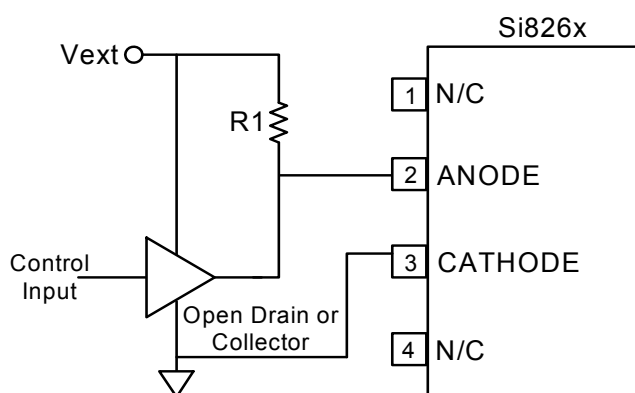 Si826x
Vext
1 N/C
R1
2 ANODE
Control
Input
3 CATHODE
Open Drain or
Collector
4 N/C